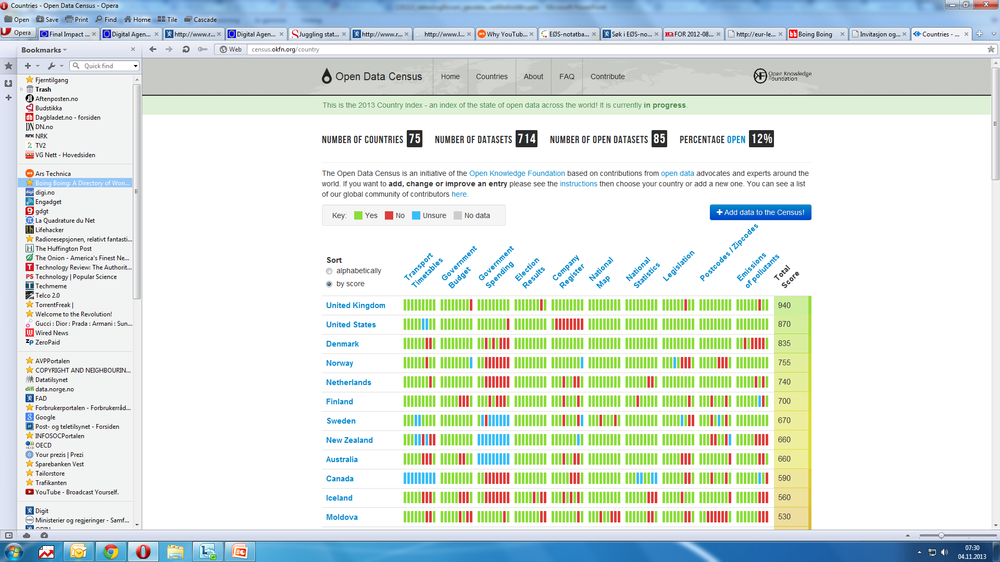 Countries - Open Data Census - Opera
Open Save Print Find Home Tile Cascade
Opera
Final Impact ...
Digital Agen...
http://www.r...
Digital Agen...
Juggling stat...
http://www.r...
http://www.l...
Why YouTub...
EØS-notatba...
Søk i EØS-no...
FOR 2012-08...
http://eur-le...
Boing Boing
Invitasjon og...
Countries - ...
Bookmarks
Web
census.okfn.org/country
Quick find
Fjerntilgang
Trash
Aftenposten.no
Budstikka
Dagbladet.no - forsiden
DN.no
NRK
TV2
VG Nett - Hovedsiden
Ars Technica
Boing Boing: A Directory of Won...
digi.no
Engadget
gdgt
La Quadrature du Net
Lifehacker
Radioresepsjonen, relativt fantasti...
The Huffington Post
The Onion - America's Finest Ne...
Technology Review: The Authorit...
Technology | Popular Science
Techmeme
Telco 2.0
TorrentFreak |
Welcome to the Revolution!
Gucci : Dior : Prada : Armani : Sun...
Wired News
ZeroPaid
AVPPortalen
COPYRIGHT AND NEIGHBOURIN...
Datatilsynet
data.norge.no
FAD
Forbrukerportalen - Forbrukerråd...
Google
Post- og teletilsynet - Forsiden
INFOSOCPortalen
OECD
Your prezis | Prezi
Sparebanken Vest
Tailorstore
Trafikanten
YouTube - Broadcast Yourself.
Digit
Ministerier og regjeringer - Samf...
Open Data Census
Home
Countries
About
FAQ
Contribute
Open Knowledge
Foundation
This is the 2013 Country Index - an index of the state of open data across the world! It is currently in progress.
NUMBER OF COUNTRIES 75 NUMBER OF DATASETS 714 NUMBER OF OPEN DATASETS 85 PERCENTAGE OPEN 12%
The Open Data Census is an initiative of the Open Knowledge Foundation based on contributions from open data advocates and experts around the
world. If you want to add, change or improve an entry please see the instructions then choose your country or add a new one. You can see a list
of our global community of contributors here.
Key: Yes No Unsure No data
Add data to the Census!
Sort
alphabetically
by score
Transport
Timetables
Government
Budget
Government
Spending
Election
Results
Company
Register
National
Map
National
Statistics
Legislation
Postcodes / Zipcodes
Emissions
of pollutants
Total
Score
United Kingdom 940
United States 870
Denmark 835
Norway 755
Netherlands 740
Finland 700
Sweden 670
New Zealand 660
Australia 660
Canada 590
Iceland 560
Moldova 530
07:30
04.11.2013